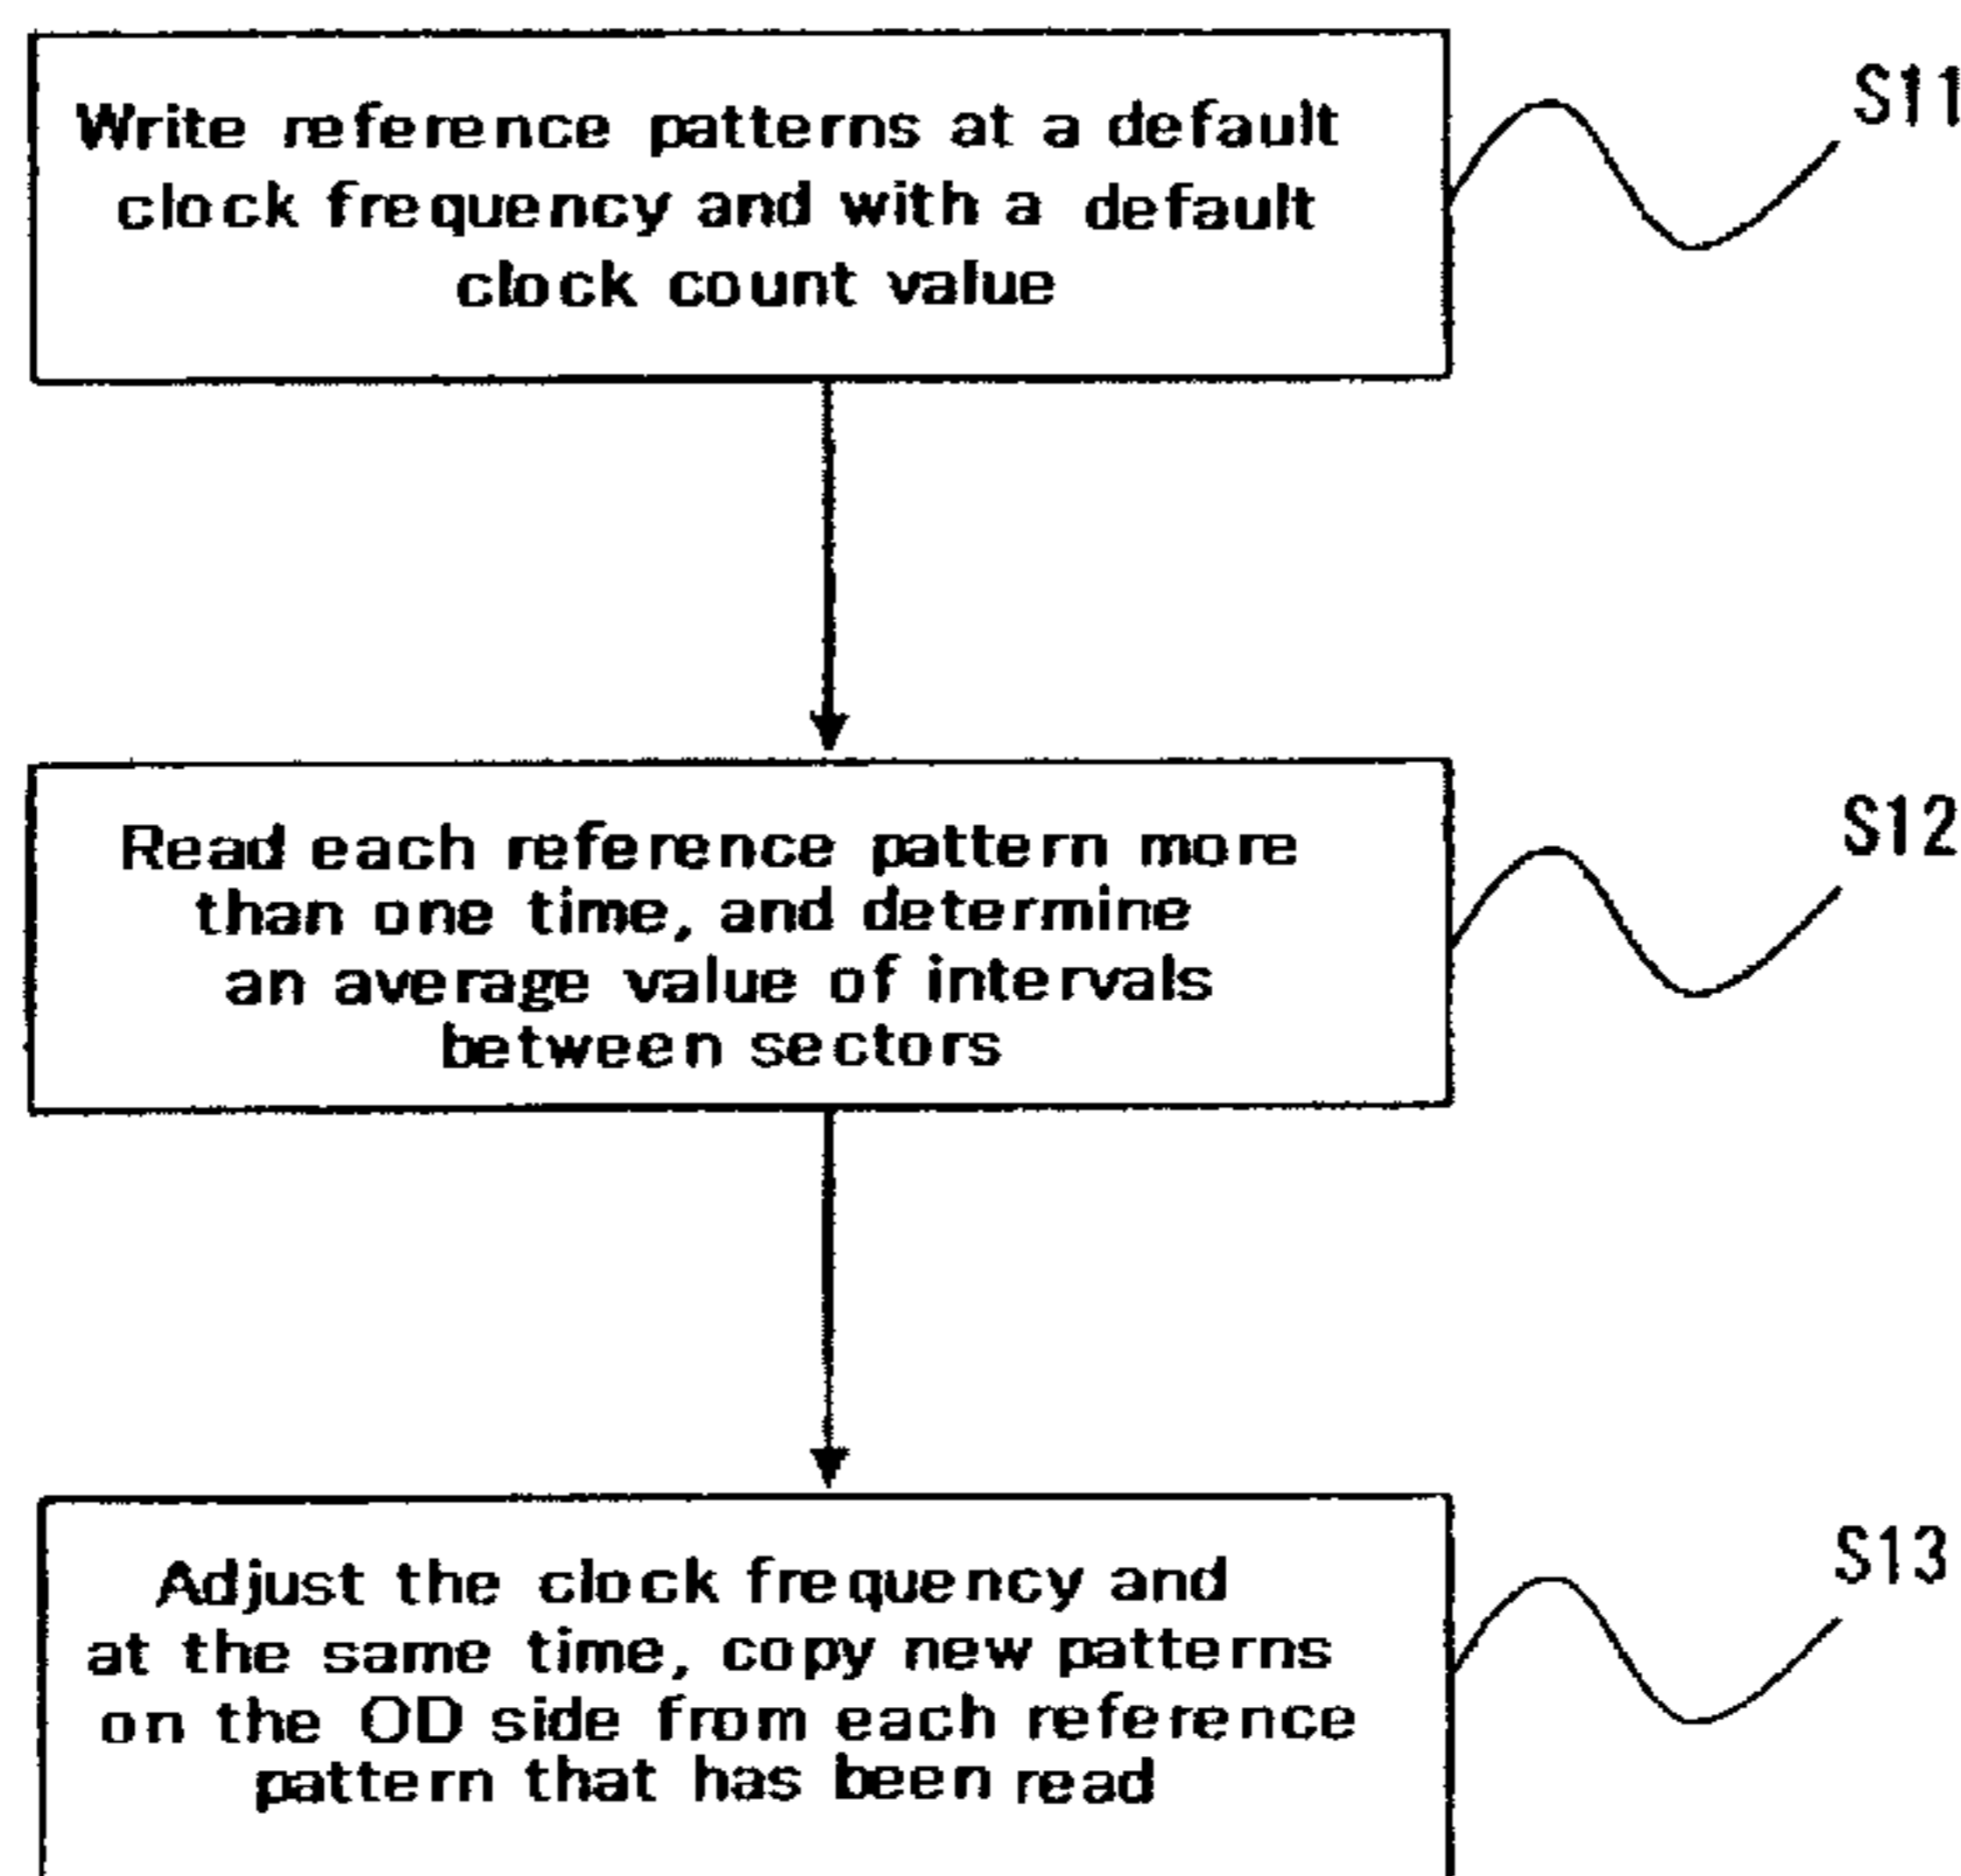 Write reference patterns at a default
clock frequency and with a default
clock count value
S11
Read each reference pattern more
than one time, and determine
an average value of intervals
between sectors
S12
Adjust the clock frequency and
at the same time, copy new patterns
on the OD side from each reference
pattern that has been read
S13